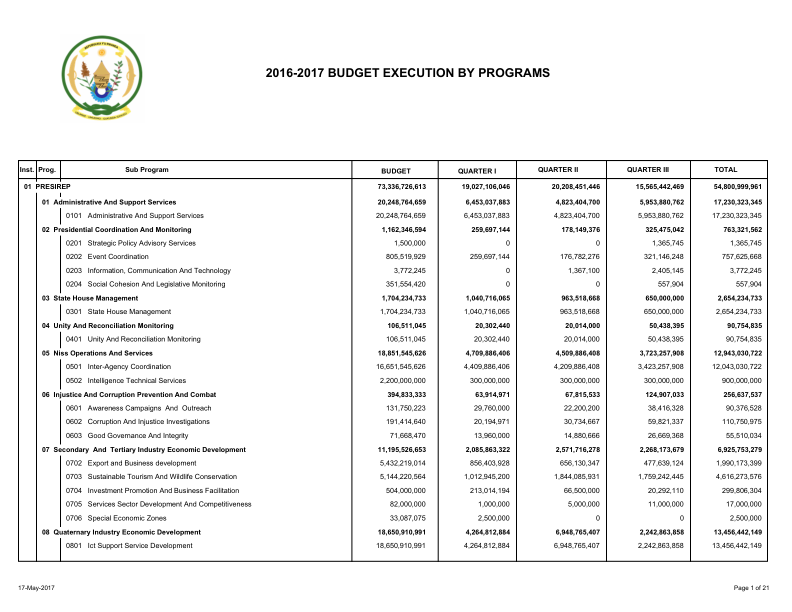 2016-2017 BUDGET EXECUTION BY PROGRAMS
Inst. Prog. Sub Program BUDGET QUARTER I QUARTER II QUARTER III TOTAL
01 PRESIREP 73,336,726,613 19,027,106,046 20,208,451,446 15,565,442,469 54,800,999,961
01 Administrative And Support Services 20,248,764,659 6,453,037,883 4,823,404,700 5,953,880,762 17,230,323,345
0101 Administrative And Support Services 20,248,764,659 6,453,037,883 4,823,404,700 5,953,880,762 17,230,323,345
02 Presidential Coordination And Monitoring 1,162,346,594 259,697,144 178,149,376 325,475,042 763,321,562
0201 Strategic Policy Advisory Services 1,500,000 0 0 1,365,745 1,365,745
0202 Event Coordination 805,519,929 259,697,144 176,782,276 321,146,248 757,625,668
0203 Information, Communication And Technology 3,772,245 0 1,367,100 2,405,145 3,772,245
0204 Social Cohesion And Legislative Monitoring 351,554,420 0 0 557,904 557,904
03 State House Management 1,704,234,733 1,040,716,065 963,518,668 650,000,000 2,654,234,733
0301 State House Management 1,704,234,733 1,040,716,065 963,518,668 650,000,000 2,654,234,733
04 Unity And Reconciliation Monitoring 106,511,045 20,302,440 20,014,000 50,438,395 90,754,835
0401 Unity And Reconciliation Monitoring 106,511,045 20,302,440 20,014,000 50,438,395 90,754,835
05 Niss Operations And Services 18,851,545,626 4,709,886,406 4,509,886,408 3,723,257,908 12,943,030,722
0501 Inter-Agency Coordination 16,651,545,626 4,409,886,406 4,209,886,408 3,423,257,908 12,043,030,722
0502 Intelligence Technical Services 2,200,000,000 300,000,000 300,000,000 300,000,000 900,000,000
06 Injustice And Corruption Prevention And Combat 394,833,333 63,914,971 67,815,533 124,907,033 256,637,537
0601 Awareness Campaigns And Outreach 131,750,223 29,760,000 22,200,200 38,416,328 90,376,528
0602 Corruption And Injustice Investigations 191,414,640 20,194,971 30,734,667 59,821,337 110,750,975
0603 Good Governance And Integrity 71,668,470 13,960,000 14,880,666 26,669,368 55,510,034
07 Secondary And Tertiary Industry Economic Development 11,195,526,653 2,085,863,322 2,571,716,278 2,268,173,679 6,925,753,279
0702 Export and Business development 5,432,219,014 856,403,928 656,130,347 477,639,124 1,990,173,399
0703 Sustainable Tourism And Wildlife Conservation 5,144,220,564 1,012,945,200 1,844,085,931 1,759,242,445 4,616,273,576
0704 Investment Promotion And Business Facilitation 504,000,000 213,014,194 66,500,000 20,292,110 299,806,304
0705 Services Sector Development And Competitiveness 82,000,000 1,000,000 5,000,000 11,000,000 17,000,000
0706 Special Economic Zones 33,087,075 2,500,000 0 0 2,500,000
08 Quaternary Industry Economic Development 18,650,910,991 4,264,812,884 6,948,765,407 2,242,863,858 13,456,442,149
0801 Ict Support Service Development 18,650,910,991 4,264,812,884 6,948,765,407 2,242,863,858 13,456,442,149
17-May-2017 Page 1 of 21